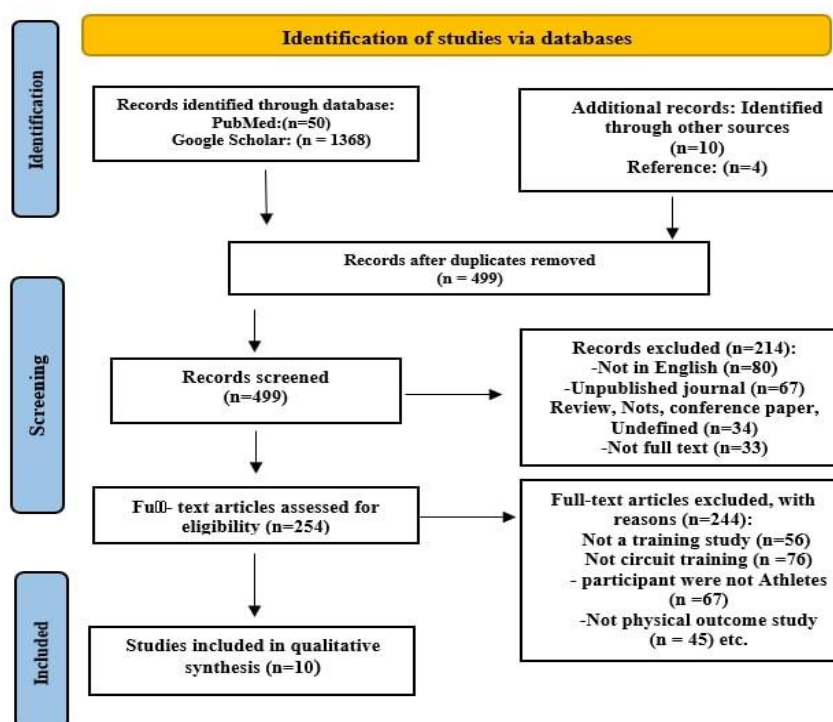 Identification of studies via databases
Identification
Records identified through database:
PubMed:(n=50)
Google Scholar: (n = 1368)
Additional records: Identified
through other sources
(n=10)
Reference: (n=4)
Records after duplicates removed
(n = 499)
Screening
Records screened
(n=499)
Records excluded (n=214):
-Not in English (n=80)
-Unpublished journal (n=67)
Review, Nots, conference paper,
Undefined (n=34)
-Not full text (n=33)
text articles assessed for
eligibility (n=254)
Full-text articles excluded, with
reasons (n=244):
Not a training study (n=56)
Not circuit training (n =76)
- participant were not Athletes
(n =67)
-Not physical outcome study
(n = 45) etc.
Included
Studies included in qualitative
synthesis (n=10)